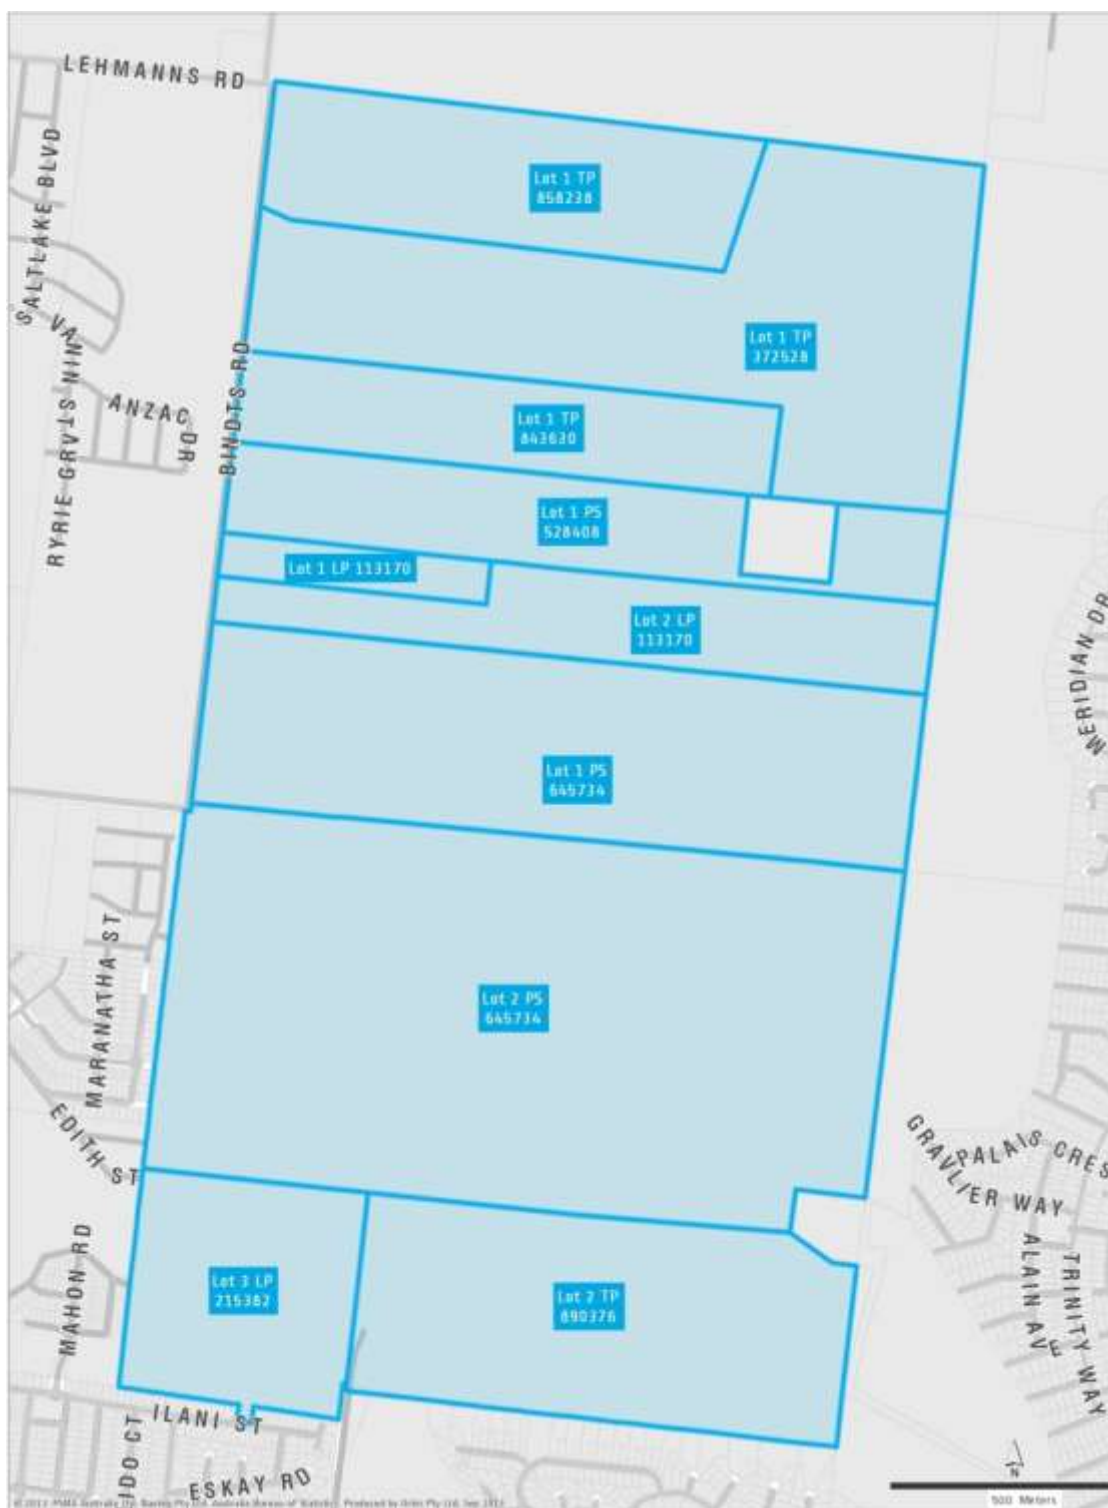 LEHMANNS RD
SALTLAKE BLVD
Lot 1 TP
858238
Lot 1 TP
372528
BINDTS RD
ANZAC DR
RYRIE GRV
Lot 1 TP
843630
Lot 1 PS
528408
Lot 1 LP 113170
Lot 2 LP
113170
MERIDIAN DR
Lot 1 PS
645734
MARANATHA ST
Lot 2 PS
645734
EDITH ST
GRAVLIER WAY
PALAIS CRES
MAHON RD
Lot 3 LP
215382
Lot 2 TP
890376
ALAIN AVE
TRINITY WAY
ILANI ST
IDO CT
ESKAY RD
N
500 Meters